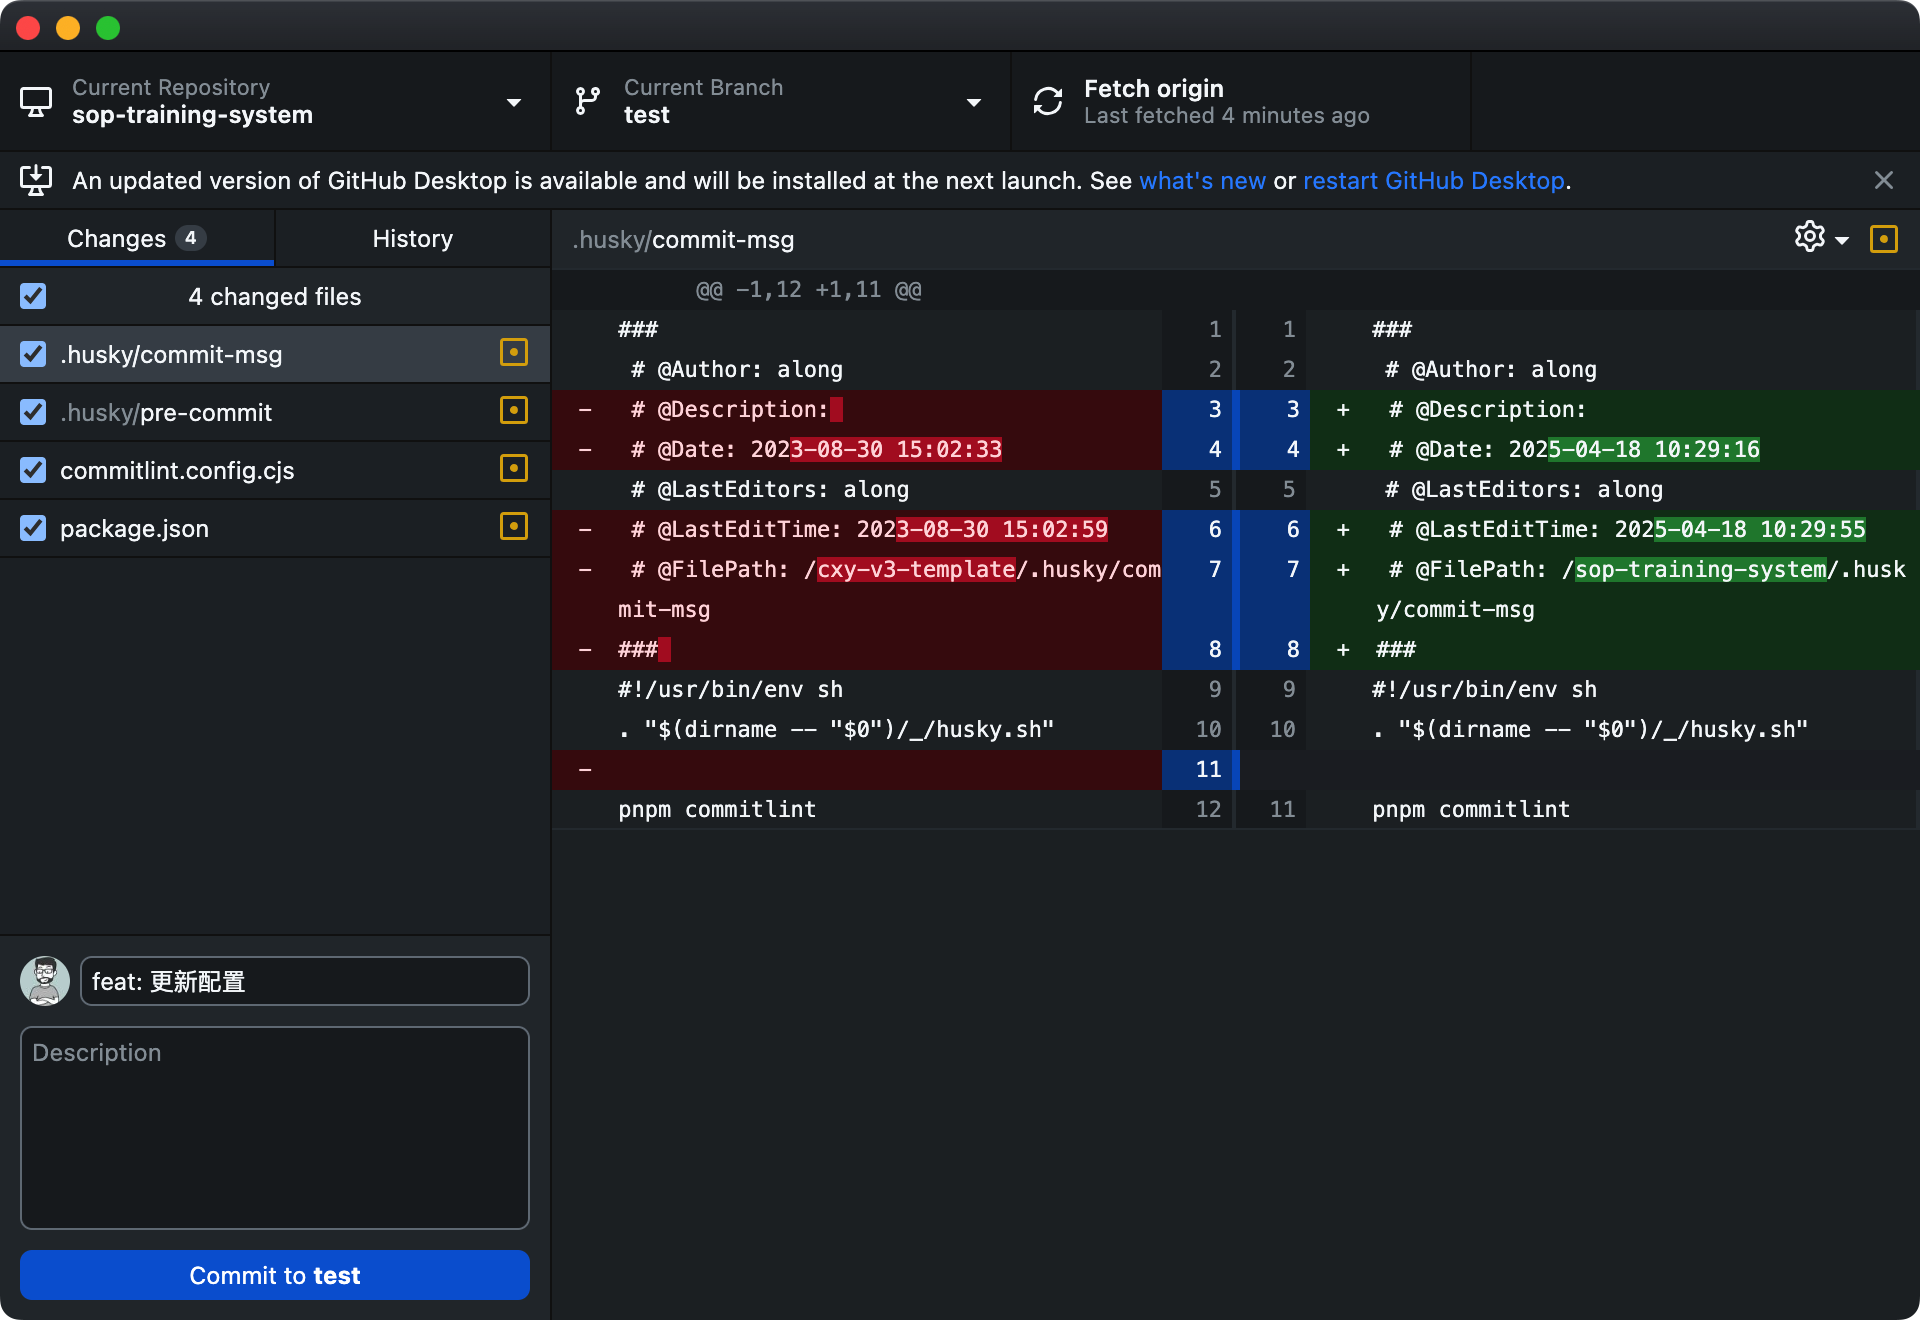 Current Repository
sop-training-system
Current Branch
test
Fetch origin
Last fetched 4 minutes ago
An updated version of GitHub Desktop is available and will be installed at the next launch. See what's new or restart GitHub Desktop.
Changes 4
History
4 changed files
.husky/commit-msg
.husky/pre-commit
commitlint.config.cjs
package.json
feat: 更新配置
Description
Commit to test
.husky/commit-msg
@@ -1,12 +1,11 @@
### 1 1 ###
# @Author: along 2 2 # @Author: along
- # @Description: 3 3 + # @Description:
- # @Date: 2023-08-30 15:02:33 4 4 + # @Date: 2025-04-18 10:29:16
# @LastEditors: along 5 5 # @LastEditors: along
- # @LastEditTime: 2023-08-30 15:02:59 6 6 + # @LastEditTime: 2025-04-18 10:29:55
- # @FilePath: /cxy-v3-template/.husky/com 7 7 + # @FilePath: /sop-training-system/.husk
mit-msg y/commit-msg
- ### 8 8 + ###
#!/usr/bin/env sh 9 9 #!/usr/bin/env sh
. "$(dirname -- "$0")/_/husky.sh" 10 10 . "$(dirname -- "$0")/_/husky.sh"
- 11
pnpm commitlint 12 11 pnpm commitlint